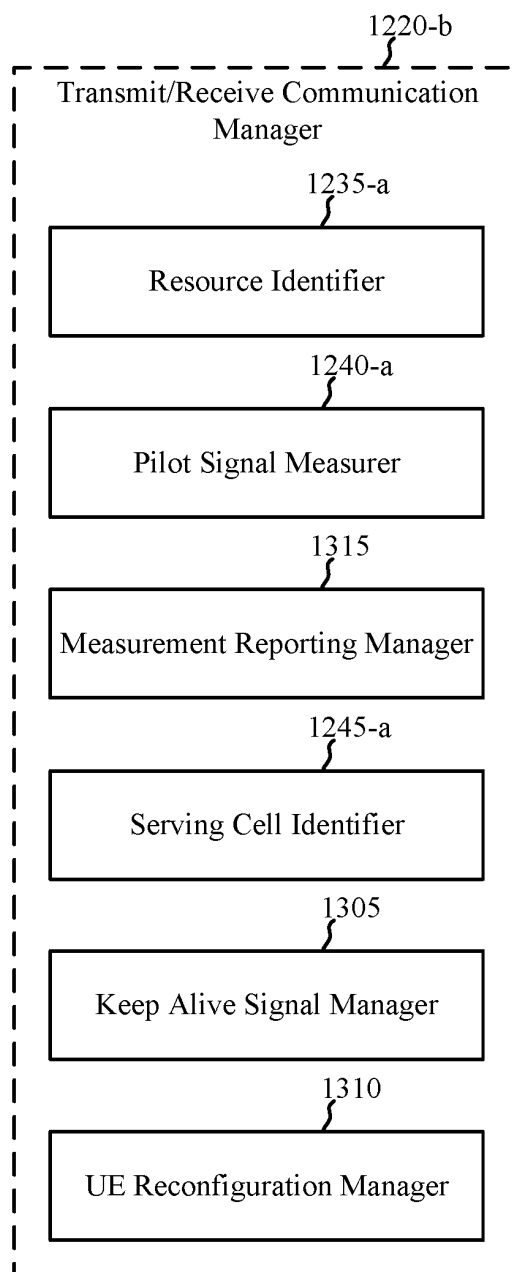 1220-b
Transmit/Receive Communication
Manager
1235-a
Resource Identifier
1240-a
Pilot Signal Measurer
1315
Measurement Reporting Manager
1245-a
Serving Cell Identifier
1305
Keep Alive Signal Manager
1310
UE Reconfiguration Manager